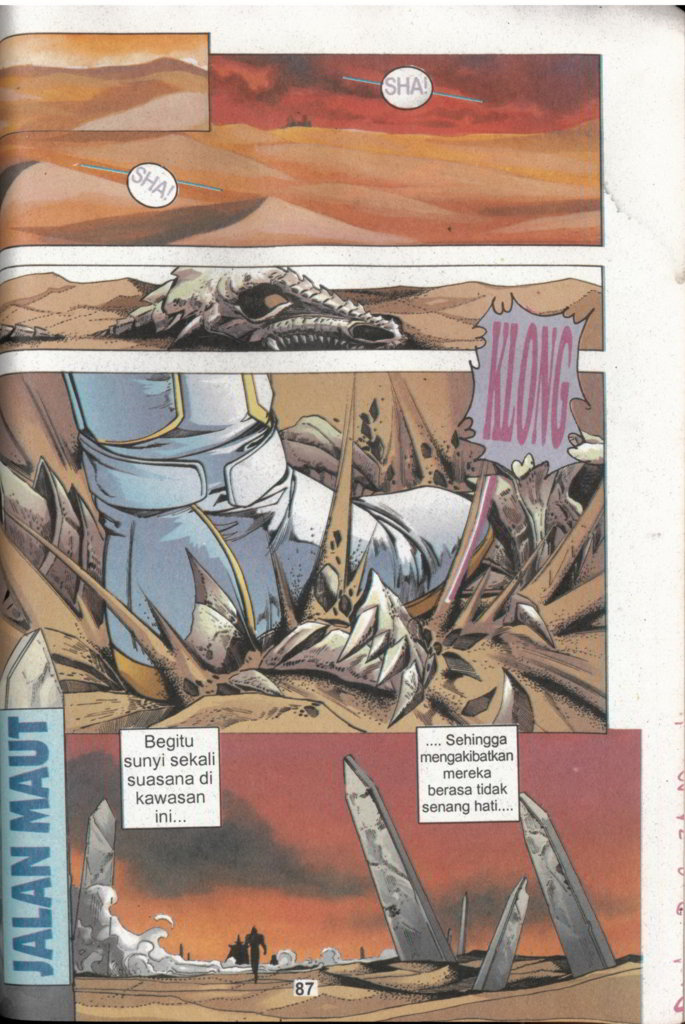 SHA!
SHA!
KLONG
Begitu
sunyi sekali
suasana di
kawasan
ini...
.... Sehingga
mengakibatkan
mereka
berasa tidak
senang hati....
JALAN MAUT
87